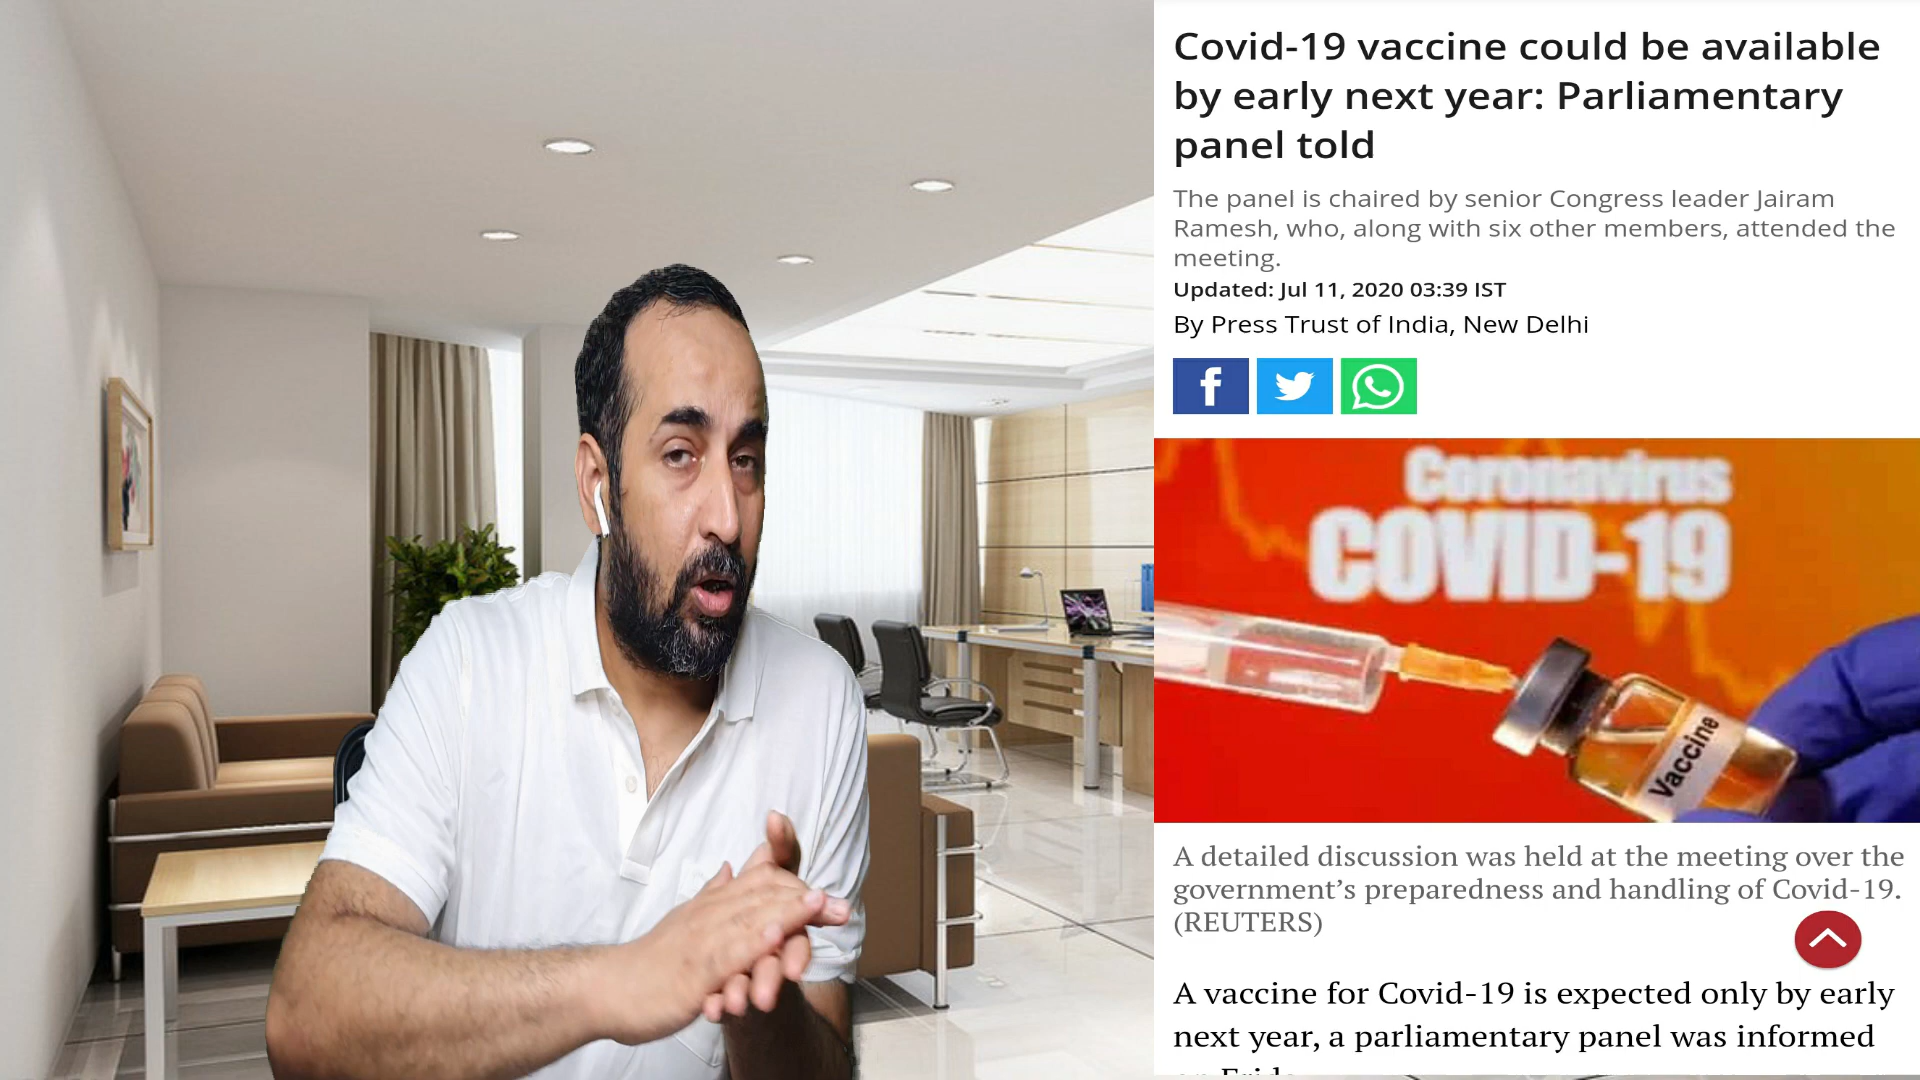 Covid-19 vaccine could be available
by early next year: Parliamentary
panel told
The panel is chaired by senior Congress leader Jairam
Ramesh, who, along with six other members, attended the
meeting.
Updated: Jul 11, 2020 03:39 IST
By Press Trust of India, New Delhi
Coronavirus
COVID-19
Vaccine
A detailed discussion was held at the meeting over the
government’s preparedness and handling of Covid-19.
(REUTERS)
A vaccine for Covid-19 is expected only by early
next year, a parliamentary panel was informed